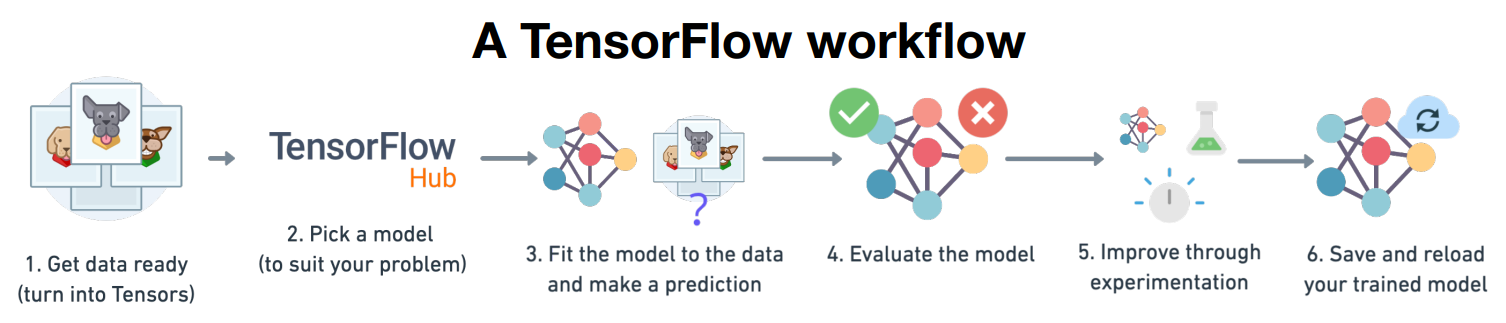 A TensorFlow workflow
TensorFlow
Hub
?
1. Get data ready
(turn into Tensors)
2. Pick a model
(to suit your problem)
3. Fit the model to the data
and make a prediction
4. Evaluate the model
5. Improve through
experimentation
6. Save and reload
your trained model